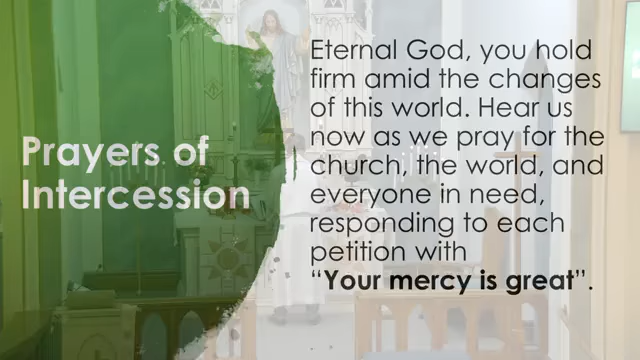 Prayers of
Intercession
Eternal God, you hold
firm amid the changes
of this world. Hear us
now as we pray for the
church, the world, and
everyone in need,
responding to each
petition with
“Your mercy is great”.